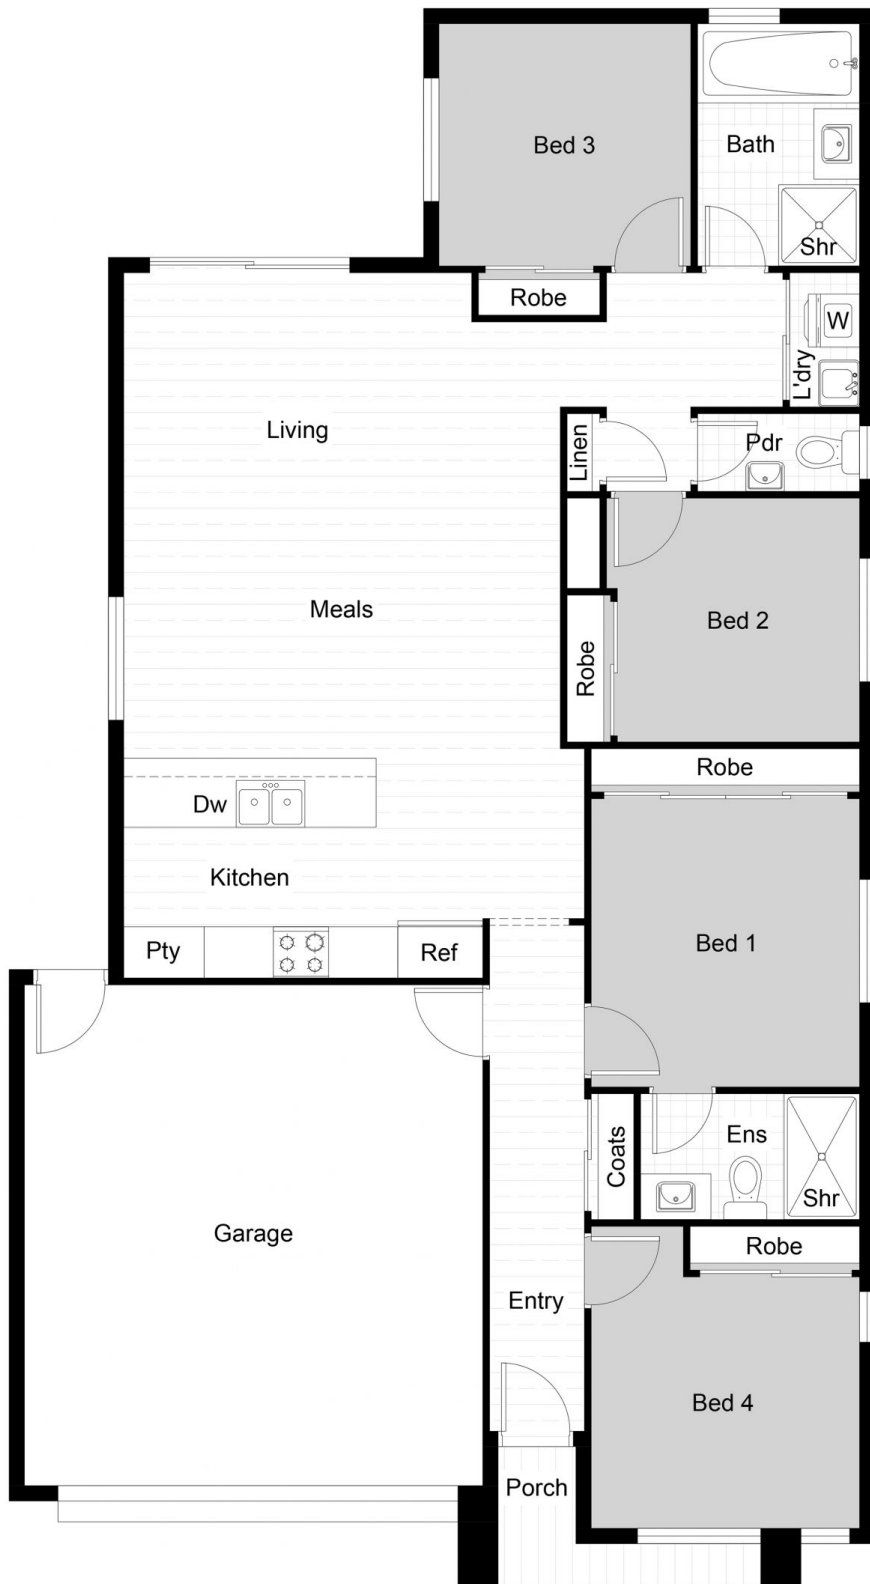 Bed 3
Bath
Shr
Robe
W
L'dry
Living
Linen
Pdr
Meals
Bed 2
Robe
Robe
Dw
Kitchen
Bed 1
Pty
Ref
Coats
Ens
Shr
Garage
Robe
Entry
Bed 4
Porch